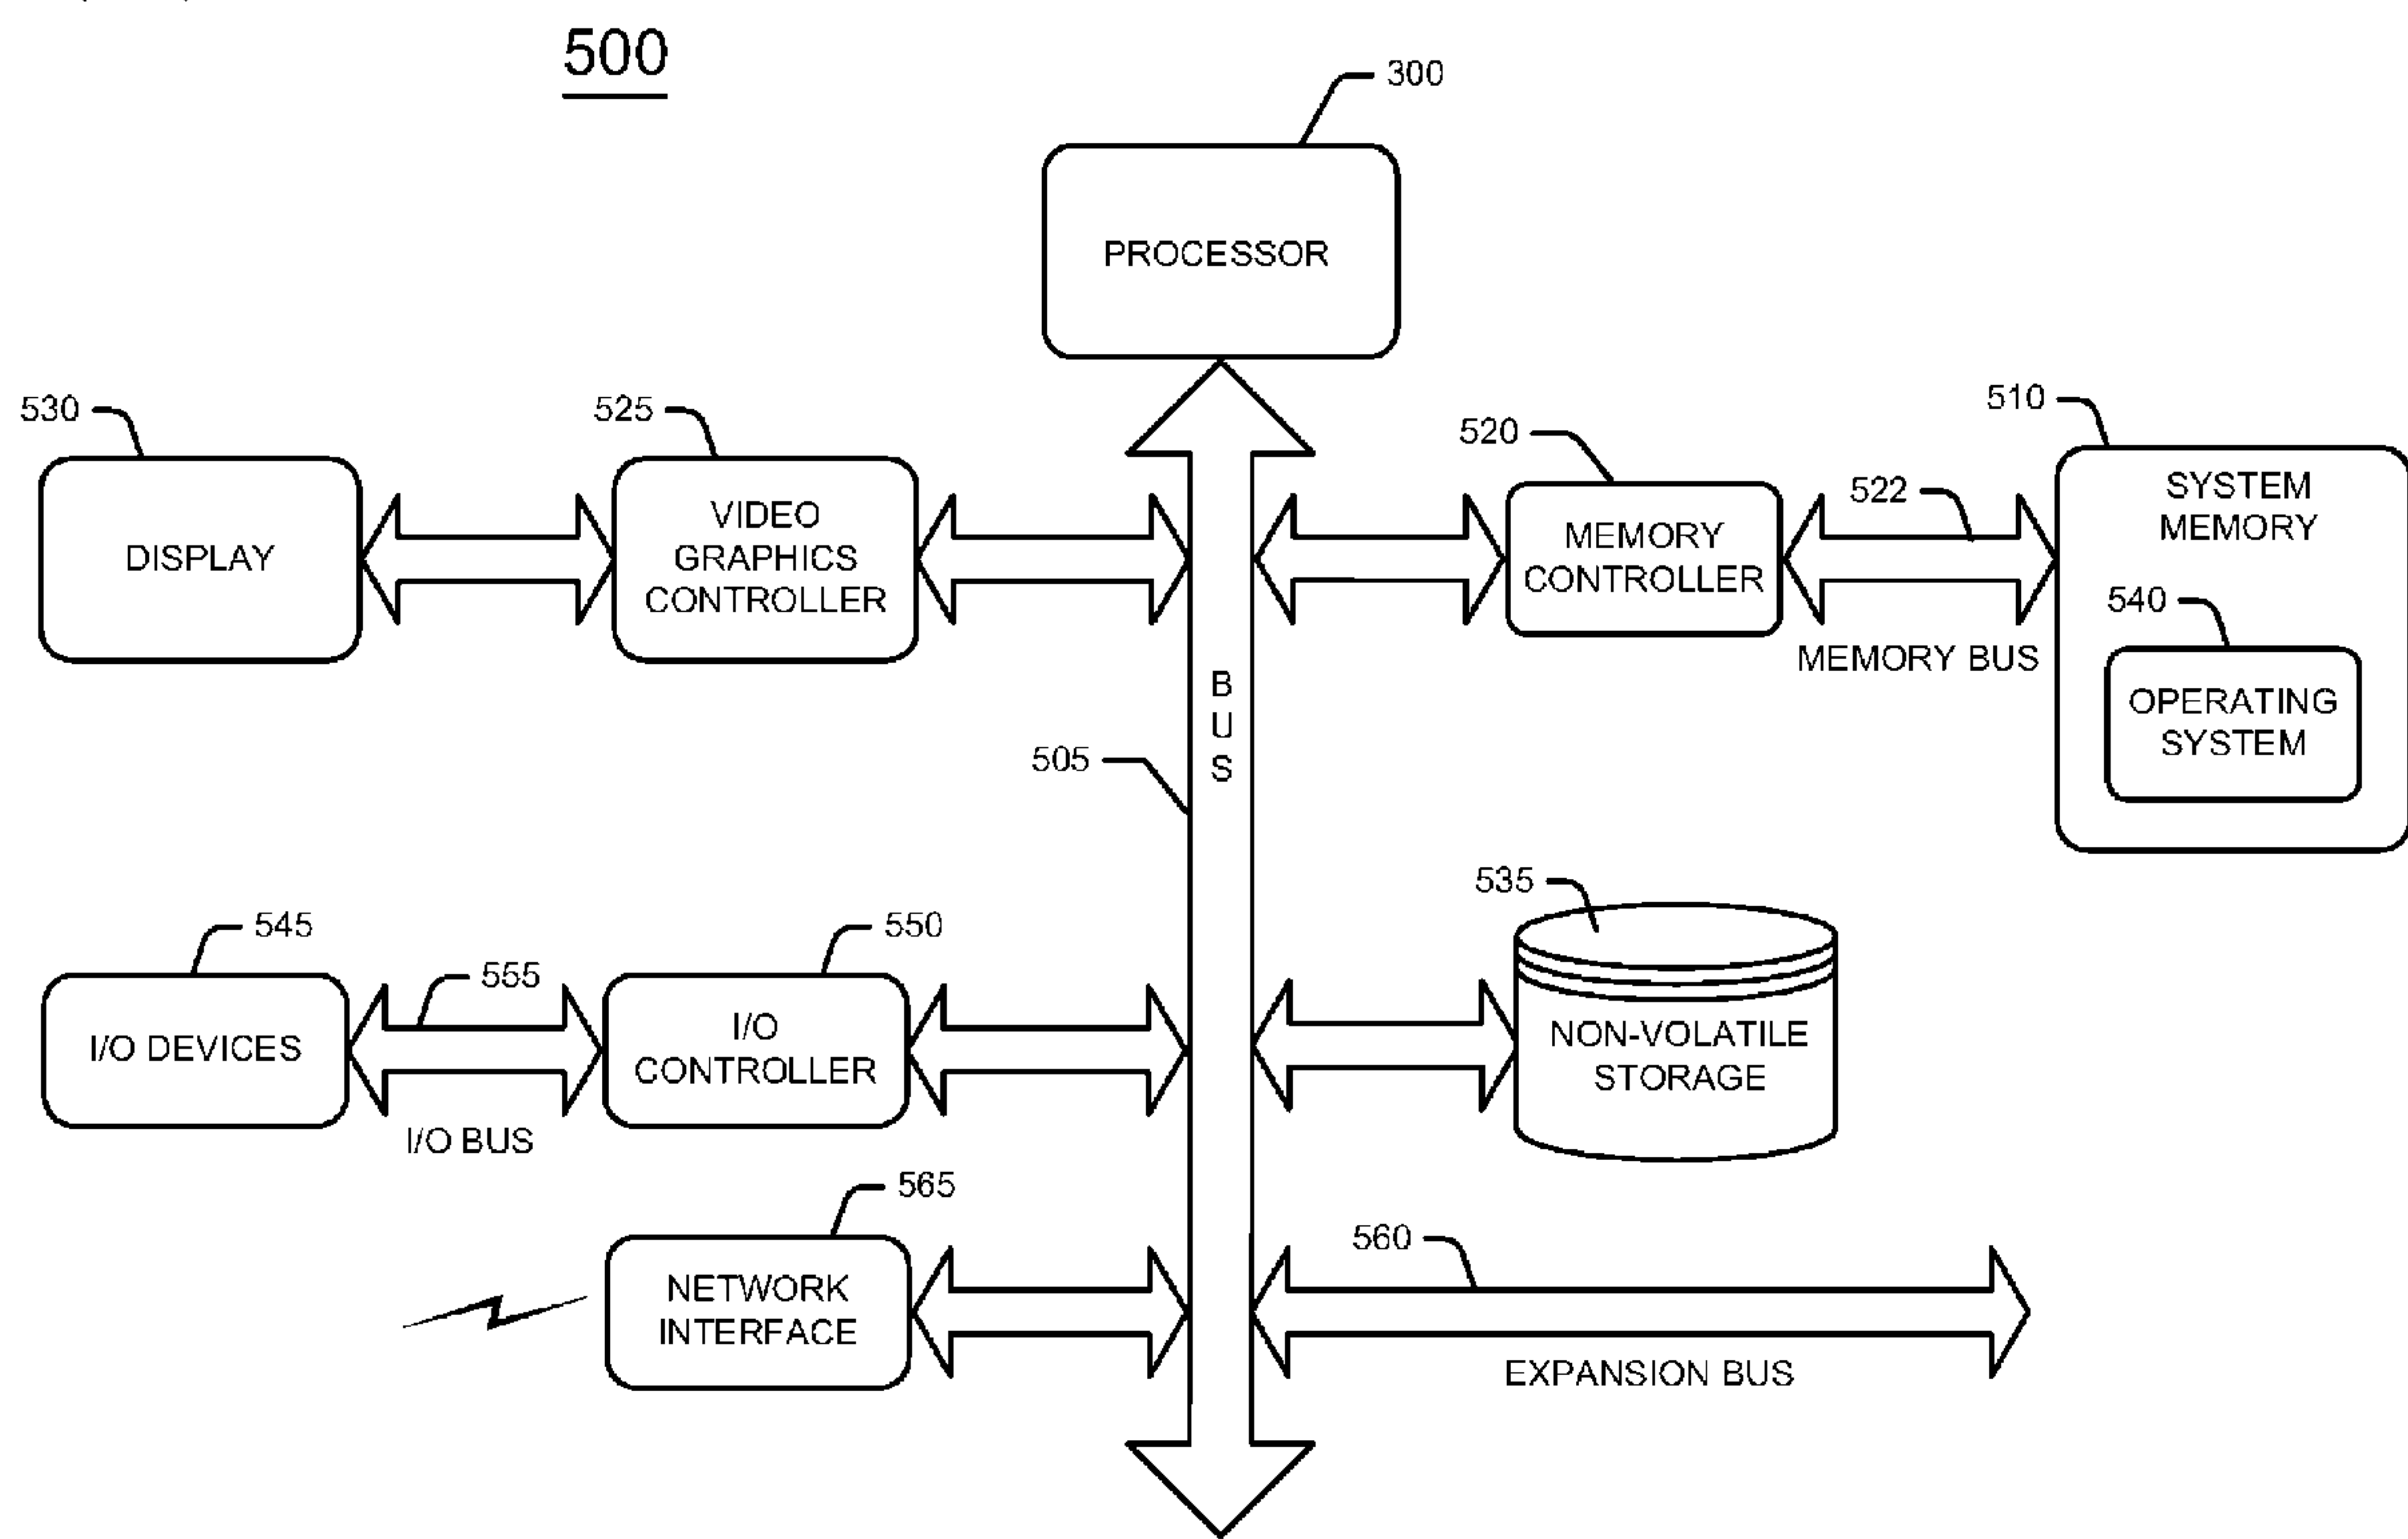 500
300
PROCESSOR
530
525
520
510
522
DISPLAY
VIDEO
GRAPHICS
CONTROLLER
MEMORY
CONTROLLER
SYSTEM
MEMORY
540
MEMORY BUS
OPERATING
SYSTEM
BUS
505
535
545
555
550
I/O DEVICES
I/O
CONTROLLER
NON-VOLATILE
STORAGE
I/O BUS
565
560
NETWORK
INTERFACE
EXPANSION BUS